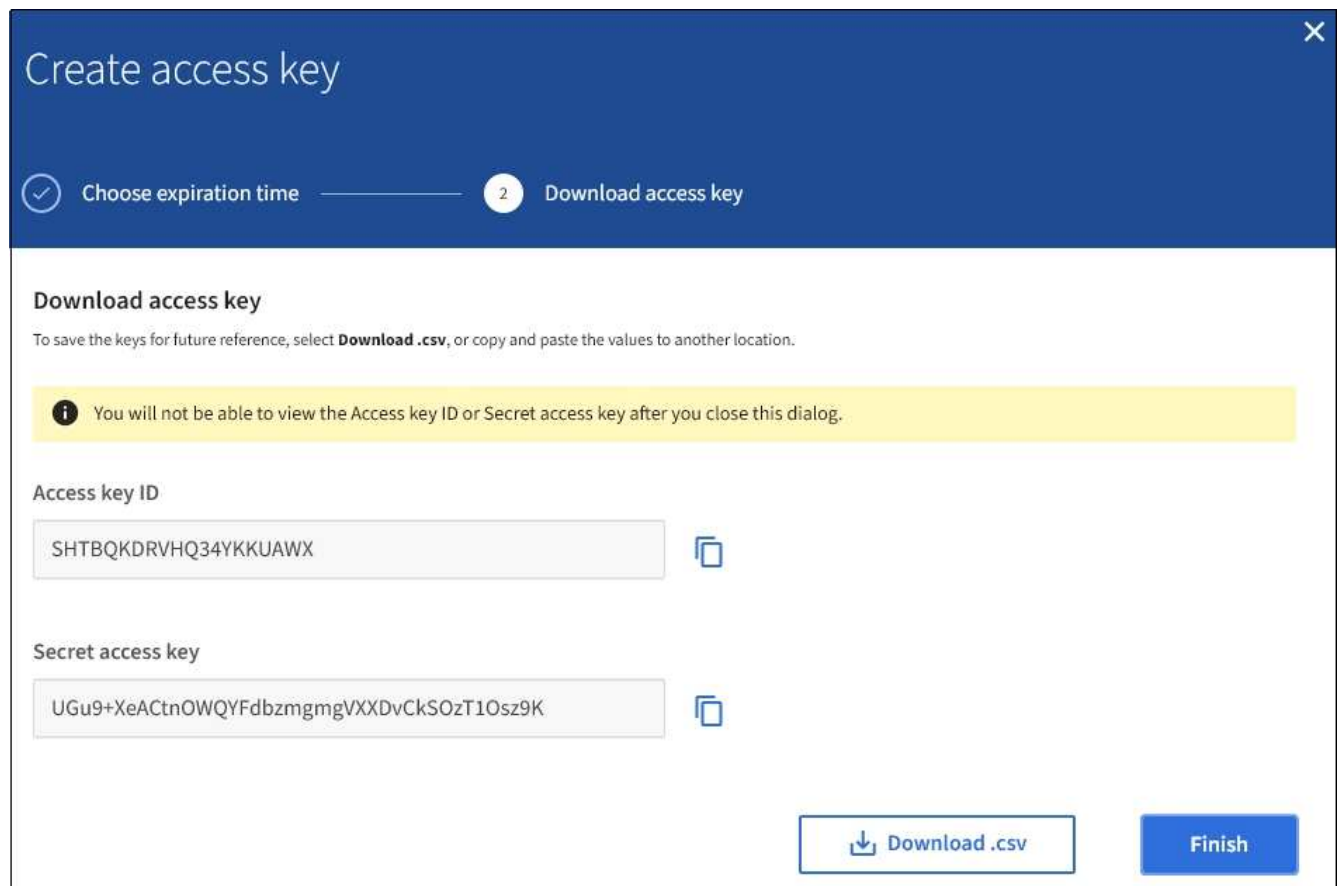 Create access key
Choose expiration time
2
Download access key
Download access key
To save the keys for future reference, select Download .csv, or copy and paste the values to another location.
You will not be able to view the Access key ID or Secret access key after you close this dialog.
Access key ID
SHTBQKDRVHQ34YKKUAWX
Secret access key
UGu9+XeACtnOWQYFdbzmgmgVXXDvCkSOzT1Osz9K
Download .csv
Finish